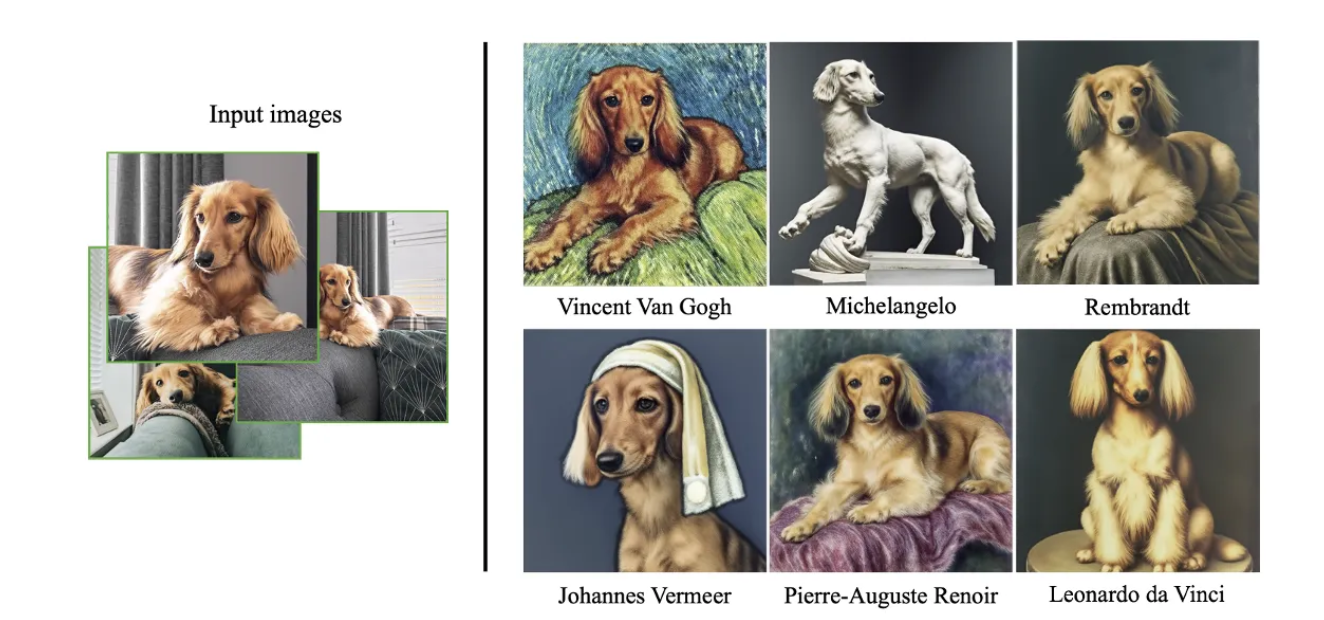 Input images
Vincent Van Gogh
Michelangelo
Rembrandt
Johannes Vermeer
Pierre-Auguste Renoir
Leonardo da Vinci